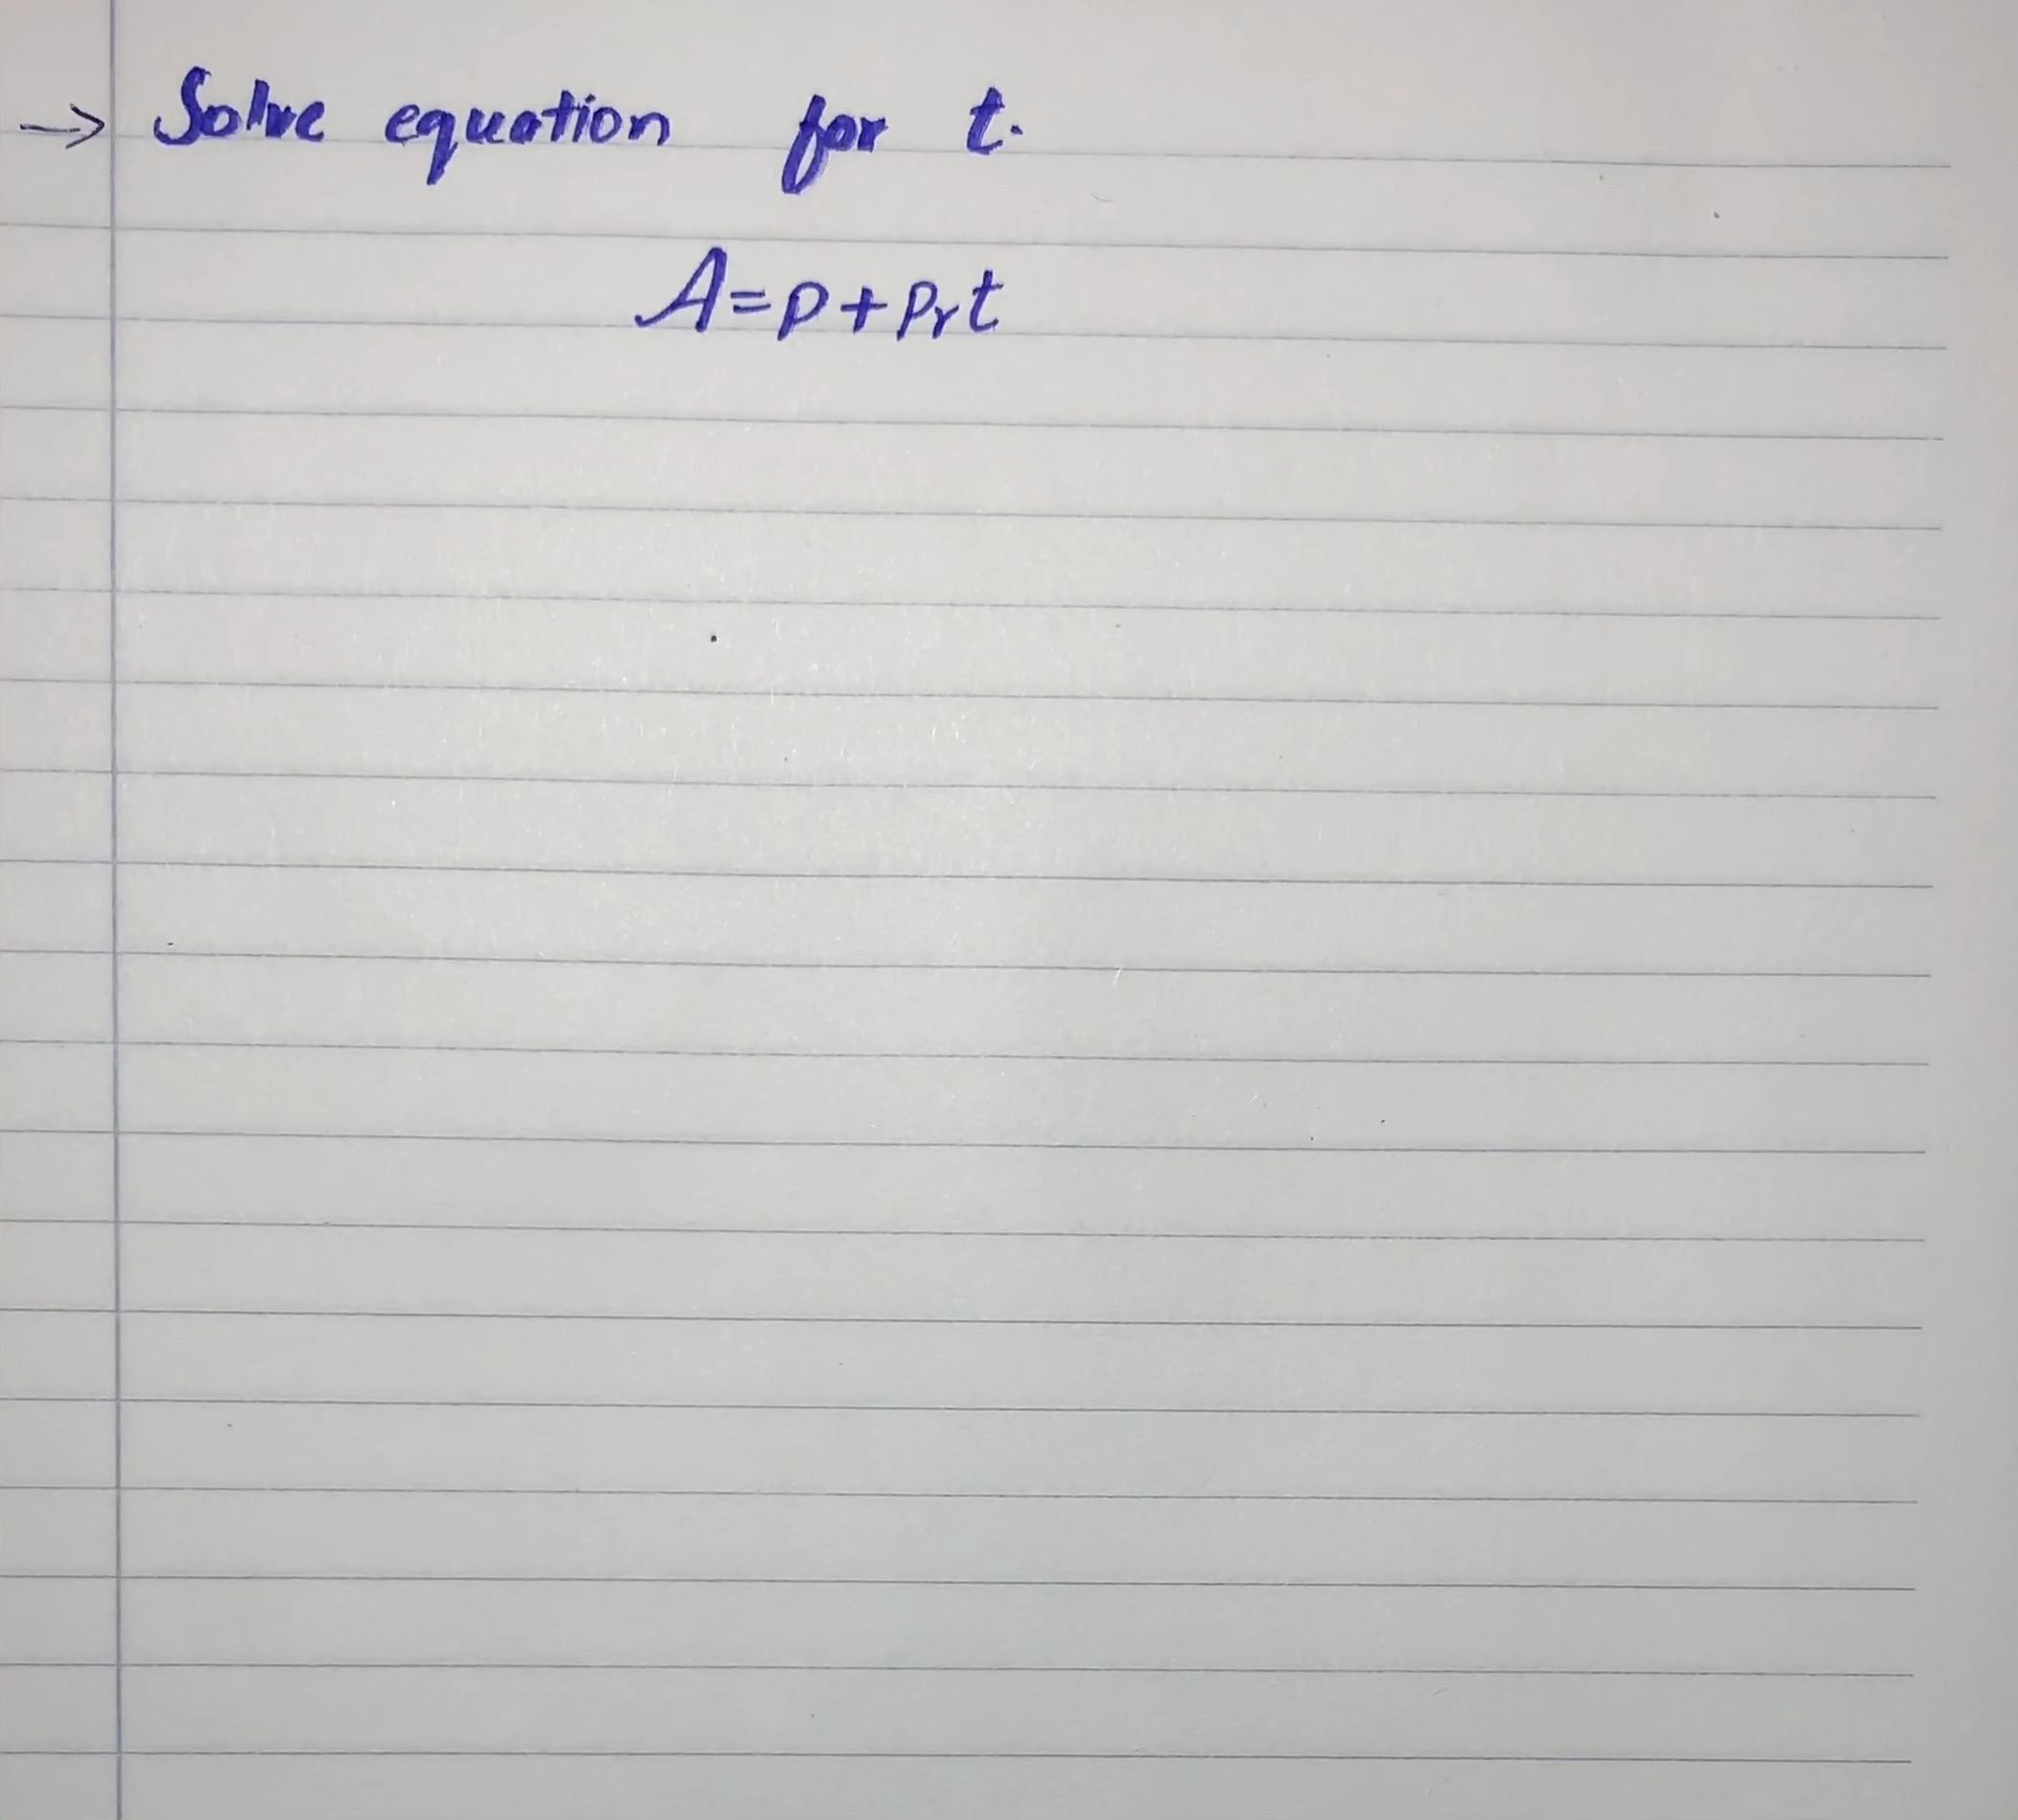 → Solve equation for t.
A=p+prt